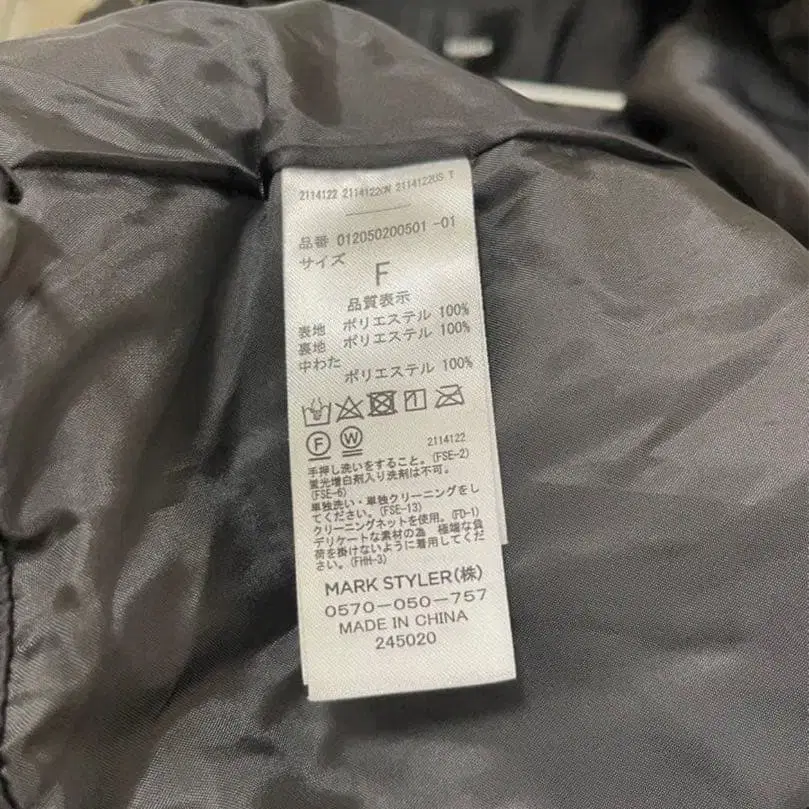 2114122 2114122CN 2114122US T
品番 012050200501 -01
サイズ
F
品質表示
表地 ポリエステル 100%
裏地 ポリエステル 100%
中わた
ポリエステル 100%
F W
2114122
手押し洗いをすること。(FSE-2)
蛍光増白剤入り洗剤は不可。
(FSE-6)
単独洗い・単独クリーニングをし
てください。(FSE-13)
クリーニングネットを使用。(FD-1)
デリケートな素材の為 極端な負
荷を掛けないように着用してくだ
さい。(FHH-3)
MARK STYLER(株)
0570-050-757
MADE IN CHINA
245020